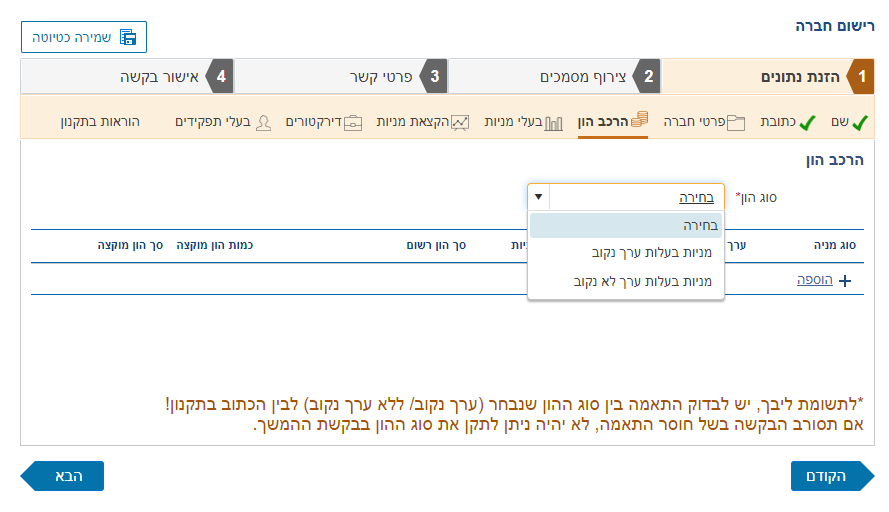 רישום חברה
שמירה כטיוטה
1 הזנת נתונים
2 צירוף מסמכים
3 פרטי קשר
4 אישור בקשה
שם
כתובת
פרטי חברה
הרכב הון
בעלי מניות
הקצאת מניות
דירקטורים
בעלי תפקידים
הוראות בתקנון
הרכב הון
סוג הון*
בחירה
בחירה
מניות בעלות ערך נקוב
מניות בעלות ערך לא נקוב
סוג מניה
ערך
סך הון רשום
כמות הון מוקצה
סך הון מוקצה
הוספה
*לתשומת ליבך, יש לבדוק התאמה בין סוג ההון שנבחר (ערך נקוב/ ללא ערך נקוב) לבין הכתוב בתקנון!
אם תסורב הבקשה בשל חוסר התאמה, לא יהיה ניתן לתקן את סוג ההון בבקשת ההמשך.
הקודם
הבא